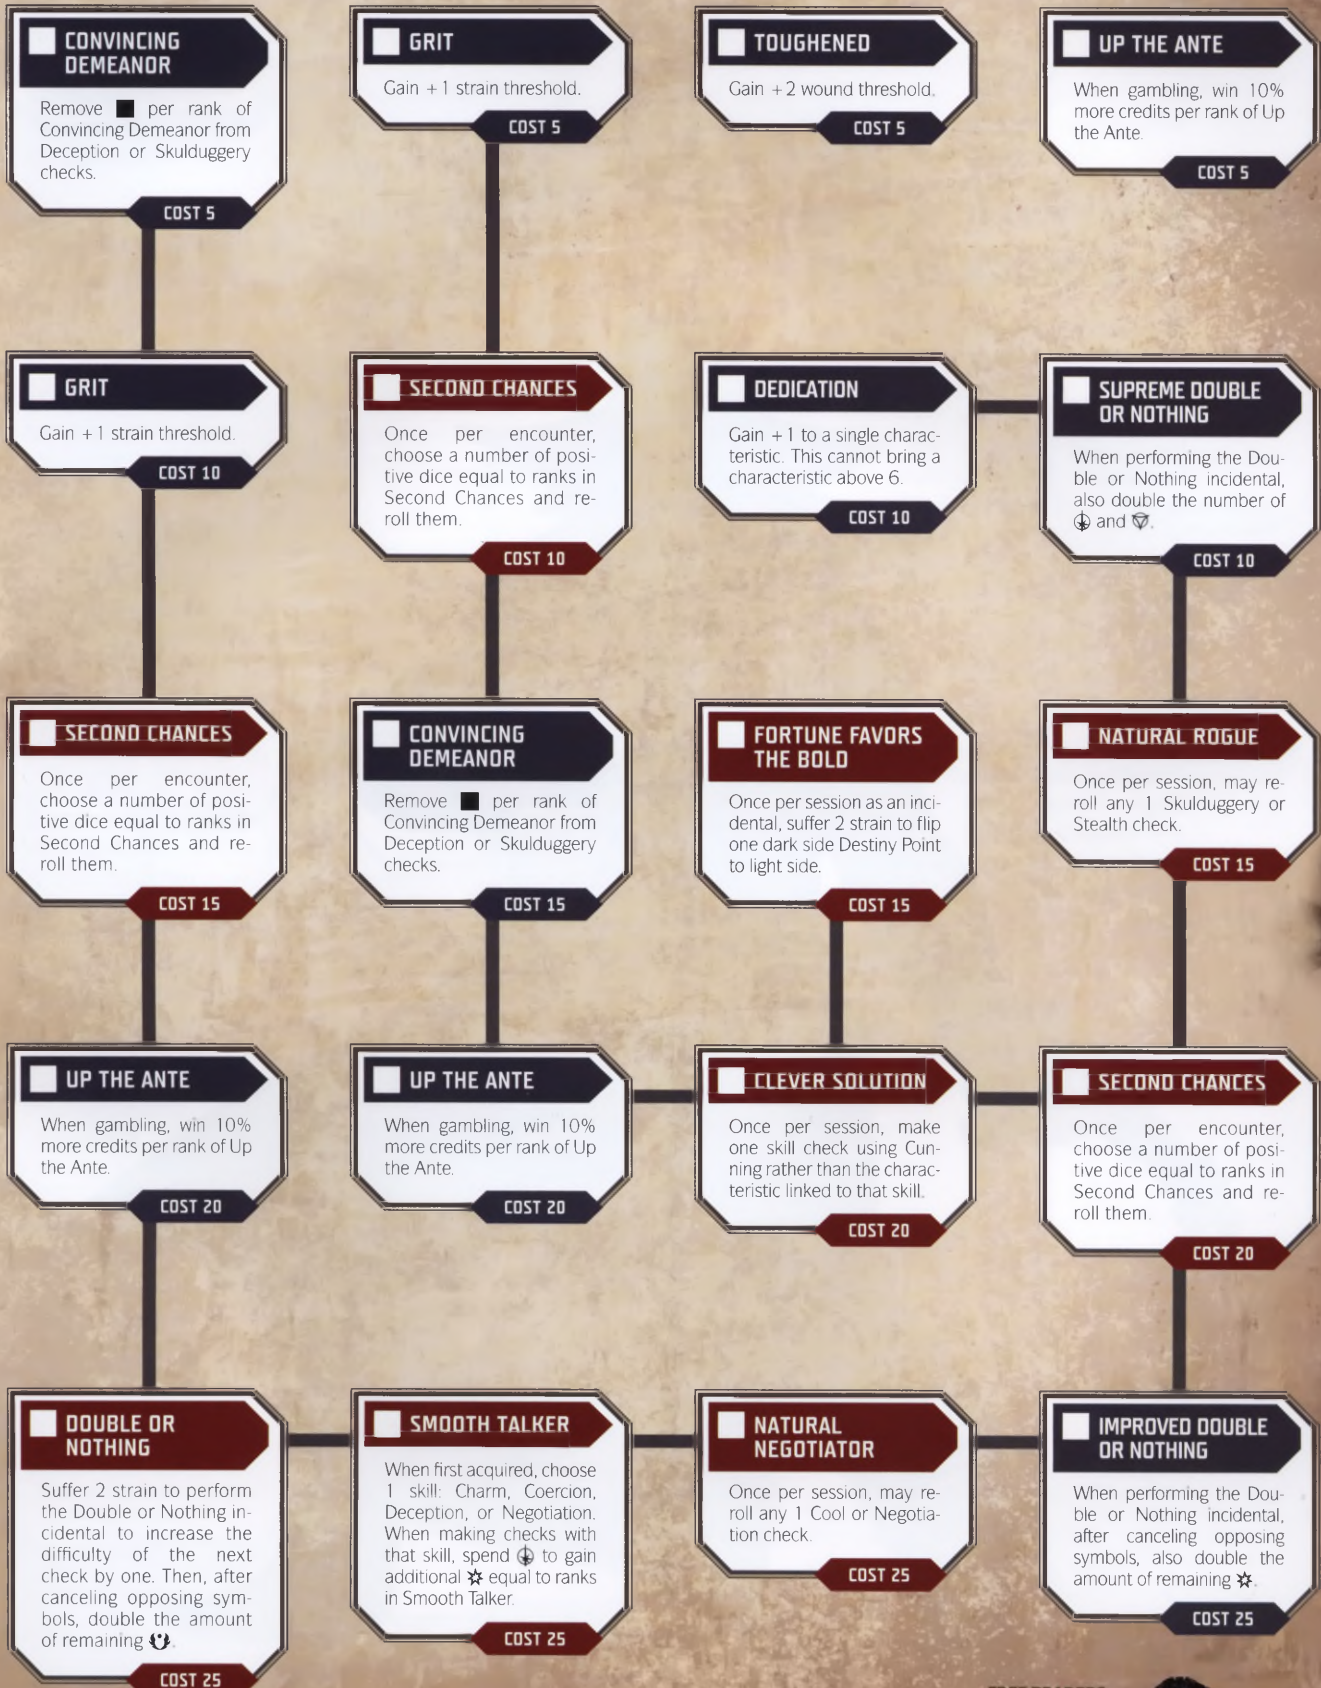 CONVINCING
DEMEANOR
Remove ■ per rank of
Convincing Demeanor from
Deception or Skulduggery
checks.
COST 5
GRIT
Gain +1 strain threshold.
COST 5
TOUGHENED
Gain +2 wound threshold.
COST 5
UP THE ANTE
When gambling, win 10%
more credits per rank of Up
the Ante.
COST 5
GRIT
Gain +1 strain threshold.
COST 10
SECOND CHANCES
Once per encounter,
choose a number of posi-
tive dice equal to ranks in
Second Chances and re-
roll them.
COST 10
DEDICATION
Gain +1 to a single charac-
teristic. This cannot bring a
characteristic above 6.
COST 10
SUPREME DOUBLE
OR NOTHING
When performing the Dou-
ble or Nothing incidental,
also double the number of
and .
COST 10
SECOND CHANCES
Once per encounter,
choose a number of posi-
tive dice equal to ranks in
Second Chances and re-
roll them.
COST 15
CONVINCING
DEMEANOR
Remove ■ per rank of
Convincing Demeanor from
Deception or Skulduggery
checks.
COST 15
FORTUNE FAVORS
THE BOLD
Once per session as an inci-
dental, suffer 2 strain to flip
one dark side Destiny Point
to light side.
COST 15
NATURAL ROGUE
Once per session, may re-
roll any 1 Skulduggery or
Stealth check.
COST 15
UP THE ANTE
When gambling, win 10%
more credits per rank of Up
the Ante.
COST 20
UP THE ANTE
When gambling, win 10%
more credits per rank of Up
the Ante.
COST 20
CLEVER SOLUTION
Once per session, make
one skill check using Cun-
ning rather than the charac-
teristic linked to that skill.
COST 20
SECOND CHANCES
Once per encounter,
choose a number of posi-
tive dice equal to ranks in
Second Chances and re-
roll them.
COST 20
DOUBLE OR
NOTHING
Suffer 2 strain to perform
the Double or Nothing in-
cidental to increase the
difficulty of the next
check by one. Then, after
canceling opposing sym-
bols, double the amount
of remaining .
COST 25
SMOOTH TALKER
When first acquired, choose
1 skill: Charm, Coercion,
Deception, or Negotiation.
When making checks with
that skill, spend to gain
additional equal to ranks
in Smooth Talker.
COST 25
NATURAL
NEGOTIATOR
Once per session, may re-
roll any 1 Cool or Negotia-
tion check.
COST 25
IMPROVED DOUBLE
OR NOTHING
When performing the Dou-
ble or Nothing incidental,
after canceling opposing
symbols, also double the
amount of remaining .
COST 25